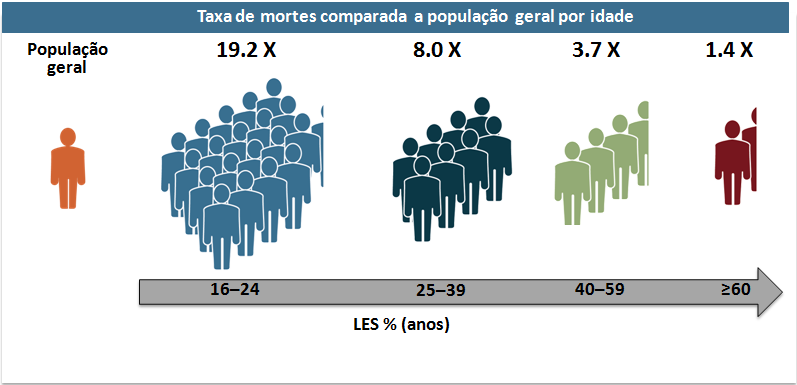 Taxa de mortes comparada a população geral por idade
População
geral
19.2 X
8.0 X
3.7 X
1.4 X
16–24
25–39
40–59
≥60
LES % (anos)